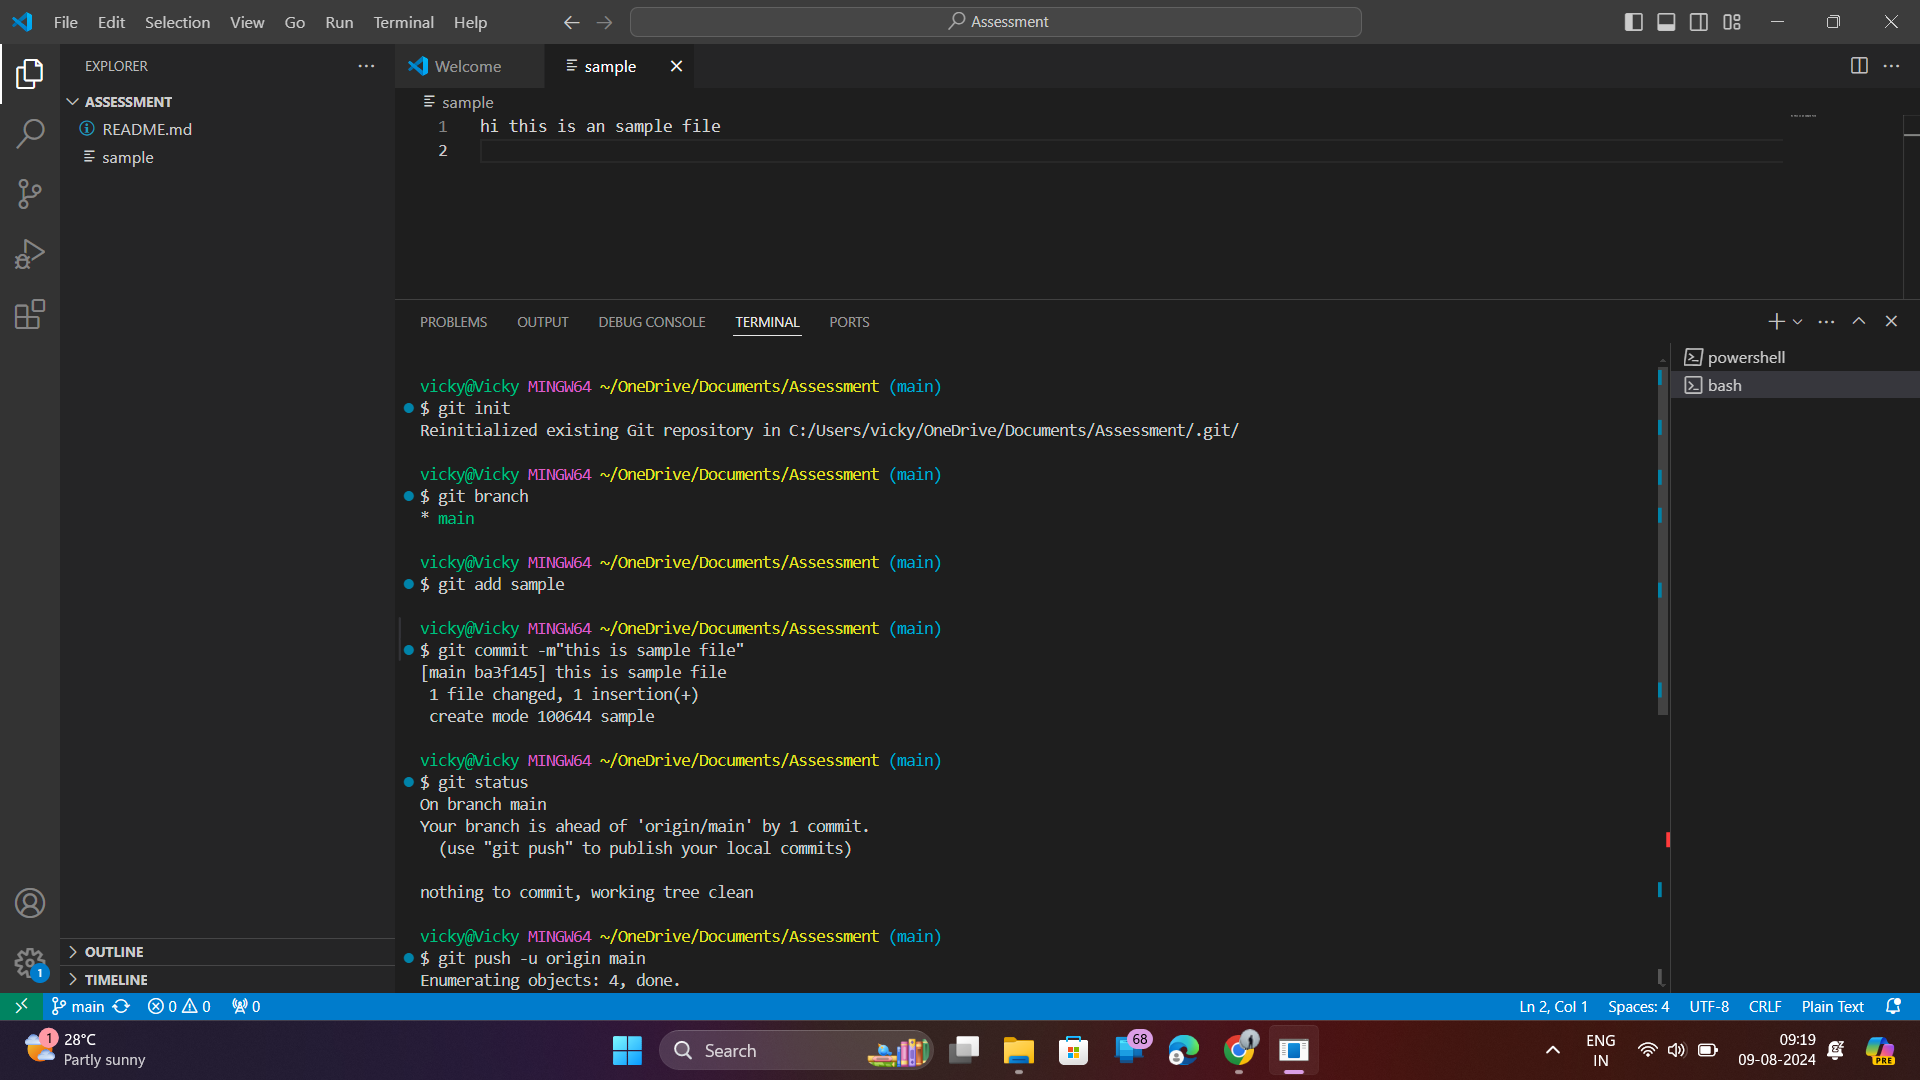 File Edit Selection View Go Run Terminal Help
Assessment
EXPLORER
Welcome
sample
ASSESSMENT
README.md
sample
sample
1 hi this is an sample file
2
PROBLEMS OUTPUT DEBUG CONSOLE TERMINAL PORTS
powershell
bash
vicky@Vicky MINGW64 ~/OneDrive/Documents/Assessment (main)
$ git init
Reinitialized existing Git repository in C:/Users/vicky/OneDrive/Documents/Assessment/.git/
vicky@Vicky MINGW64 ~/OneDrive/Documents/Assessment (main)
$ git branch
* main
vicky@Vicky MINGW64 ~/OneDrive/Documents/Assessment (main)
$ git add sample
vicky@Vicky MINGW64 ~/OneDrive/Documents/Assessment (main)
$ git commit -m"this is sample file"
[main ba3f145] this is sample file
1 file changed, 1 insertion(+)
create mode 100644 sample
vicky@Vicky MINGW64 ~/OneDrive/Documents/Assessment (main)
$ git status
On branch main
Your branch is ahead of 'origin/main' by 1 commit.
(use "git push" to publish your local commits)
nothing to commit, working tree clean
vicky@Vicky MINGW64 ~/OneDrive/Documents/Assessment (main)
$ git push -u origin main
Enumerating objects: 4, done.
OUTLINE
1
TIMELINE
main 0 0 0
Ln 2, Col 1 Spaces: 4 UTF-8 CRLF Plain Text
1
28°C
Partly sunny
Search
68
ENG
IN
09:19
09-08-2024
PRE